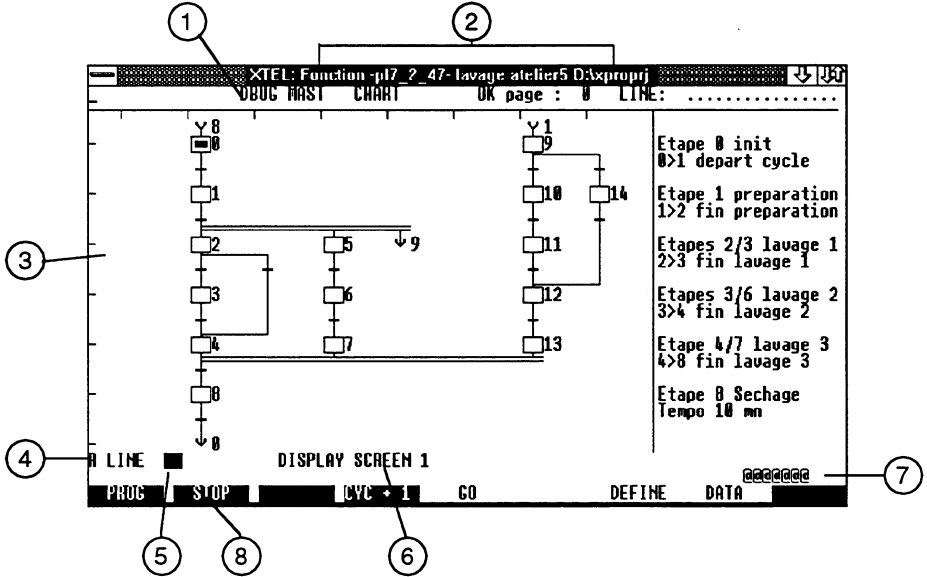 1
2
XTEL: Fonction -pl7_2_47- lavage atelier5 D:\xproprj
DBUG MAST CHART OK page : 0 LINE: ................
8
0
1
2
3
4
8
0
5
6
7
9
1
9
10
11
12
13
14
Etape 0 init
0>1 depart cycle
Etape 1 preparation
1>2 fin preparation
Etapes 2/3 lavage 1
2>3 fin lavage 1
Etapes 3/6 lavage 2
3>4 fin lavage 2
Etape 4/7 lavage 3
4>8 fin lavage 3
Etape 8 Sechage
Tempo 10 mn
3
4
R LINE DISPLAY SCREEN 1
@@@@@@@
7
PROG STOP CYC + 1 GO DEFINE DATA
5
8
6